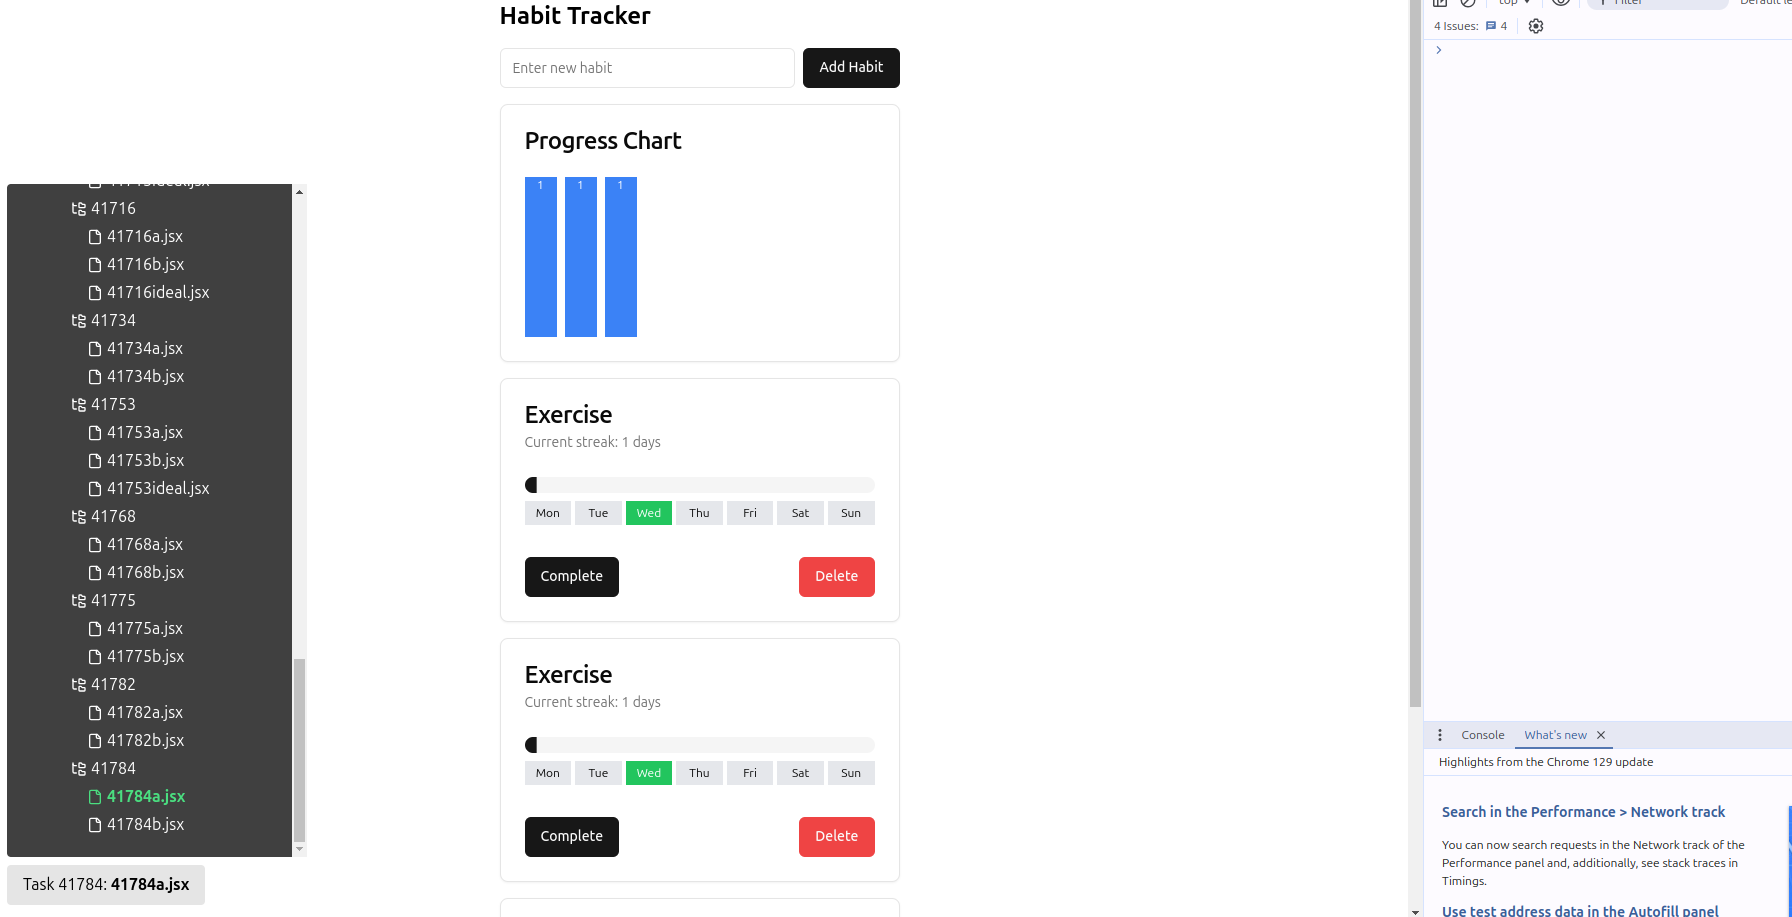 Habit Tracker
Enter new habit
Add Habit
Progress Chart
1 1 1
Exercise
Current streak: 1 days
Mon Tue Wed Thu Fri Sat Sun
Complete
Delete
Exercise
Current streak: 1 days
Mon Tue Wed Thu Fri Sat Sun
Complete
Delete
41716
41716a.jsx
41716b.jsx
41716ideal.jsx
41734
41734a.jsx
41734b.jsx
41753
41753a.jsx
41753b.jsx
41753ideal.jsx
41768
41768a.jsx
41768b.jsx
41775
41775a.jsx
41775b.jsx
41782
41782a.jsx
41782b.jsx
41784
41784a.jsx
41784b.jsx
Task 41784: 41784a.jsx
top
Filter
4 Issues: 4
Console
What's new
Highlights from the Chrome 129 update
Search in the Performance > Network track
You can now search requests in the Network track of the
Performance panel and, additionally, see stack traces in
Timings.
Use test address data in the Autofill panel